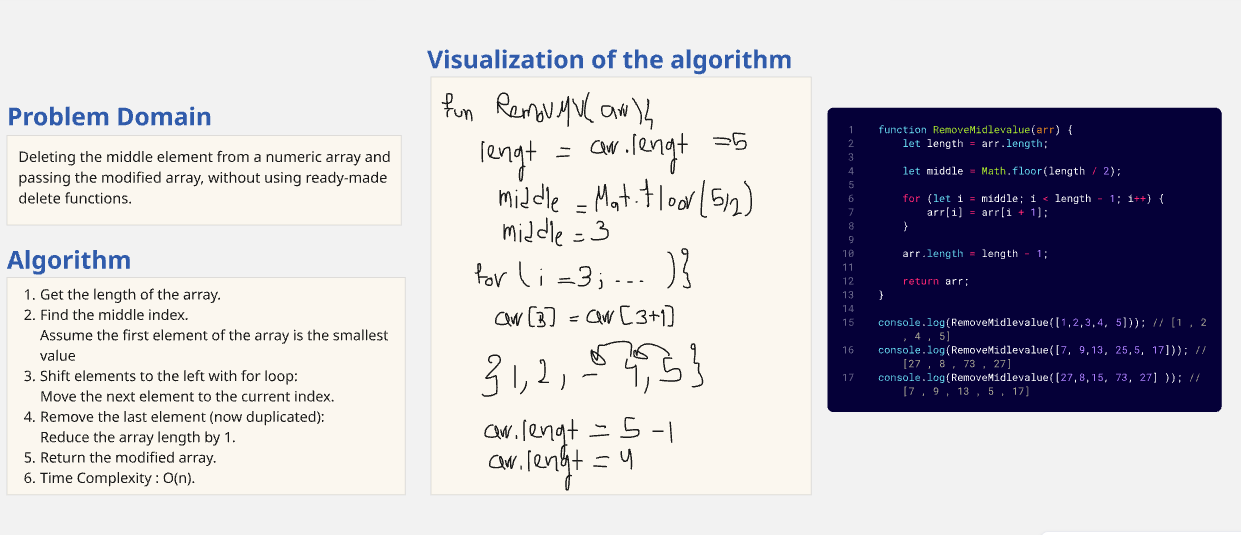 Problem Domain
Deleting the middle element from a numeric array and
passing the modified array, without using ready-made
delete functions.
Algorithm
1. Get the length of the array.
2. Find the middle index.
Assume the first element of the array is the smallest
value
3. Shift elements to the left with for loop:
Move the next element to the current index.
4. Remove the last element (now duplicated):
Reduce the array length by 1.
5. Return the modified array.
6. Time Complexity : O(n).
Visualization of the algorithm
fun RemovMV(arr){
lengt = arr.lengt =5
middle = Mat.floor(5/2)
middle = 3
for ( i =3; ... )}
arr[3] = arr[3+1]
{1, 2, - 4, 5}
arr.lengt = 5 -1
arr.lengt = 4
1 function RemoveMidlevalue(arr) {
2 let length = arr.length;
3
4 let middle = Math.floor(length / 2);
5
6 for (let i = middle; i < length - 1; i++) {
7 arr[i] = arr[i + 1];
8 }
9
10 arr.length = length - 1;
11
12 return arr;
13 }
14
15 console.log(RemoveMidlevalue([1,2,3,4, 5])); // [1 , 2
, 4 , 5]
16 console.log(RemoveMidlevalue([7, 9,13, 25,5, 17])); //
[27 , 8 , 73 , 27]
17 console.log(RemoveMidlevalue([27,8,15, 73, 27] )); //
[7 , 9 , 13 , 5 , 17]